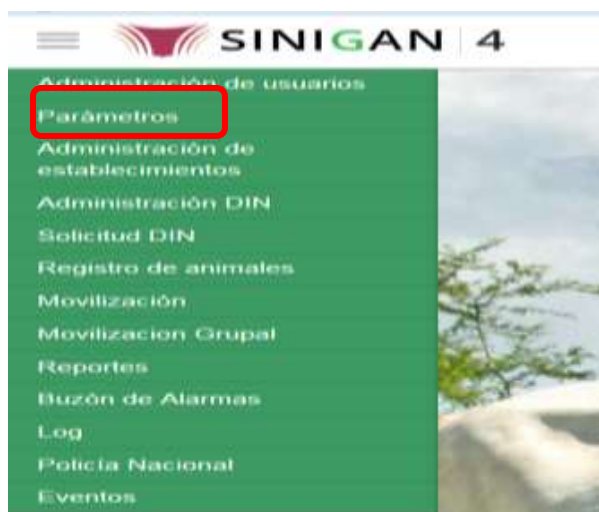 SINIGAN 4
Administración de usuarios
Parámetros
Administración de
establecimientos
Administración DIN
Solicitud DIN
Registro de animales
Movilización
Movilizacion Grupal
Reportes
Buzón de Alarmas
Log
Policía Nacional
Eventos